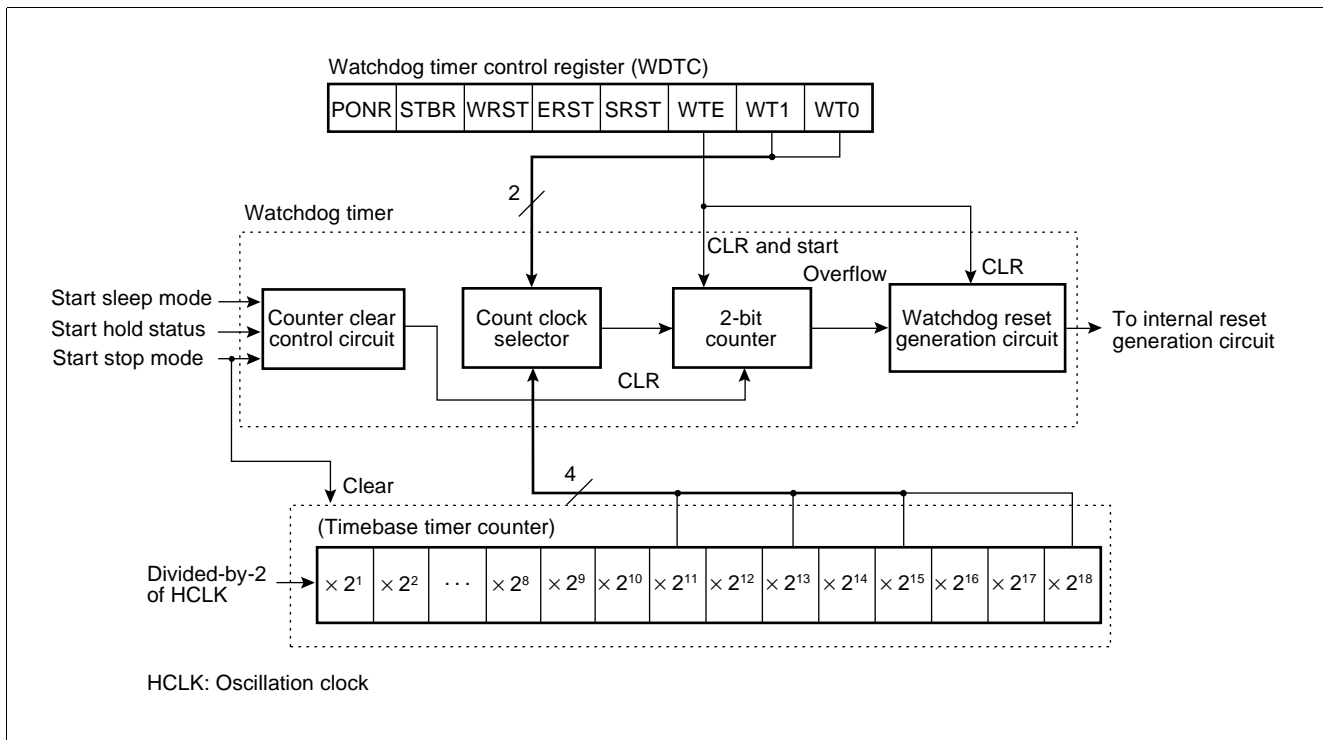 Watchdog timer control register (WDTC)
PONR STBR WRST ERST SRST WTE WT1 WT0
2
Watchdog timer
CLR and start
Overflow
CLR
Start sleep mode
Start hold status
Start stop mode
Counter clear
control circuit
Count clock
selector
2-bit
counter
Watchdog reset
generation circuit
To internal reset
generation circuit
CLR
4
Clear
(Timebase timer counter)
Divided-by-2
of HCLK
× 2¹ × 2² ··· × 2⁸ × 2⁹ × 2¹⁰ × 2¹¹ × 2¹² × 2¹³ × 2¹⁴ × 2¹⁵ × 2¹⁶ × 2¹⁷ × 2¹⁸
HCLK: Oscillation clock